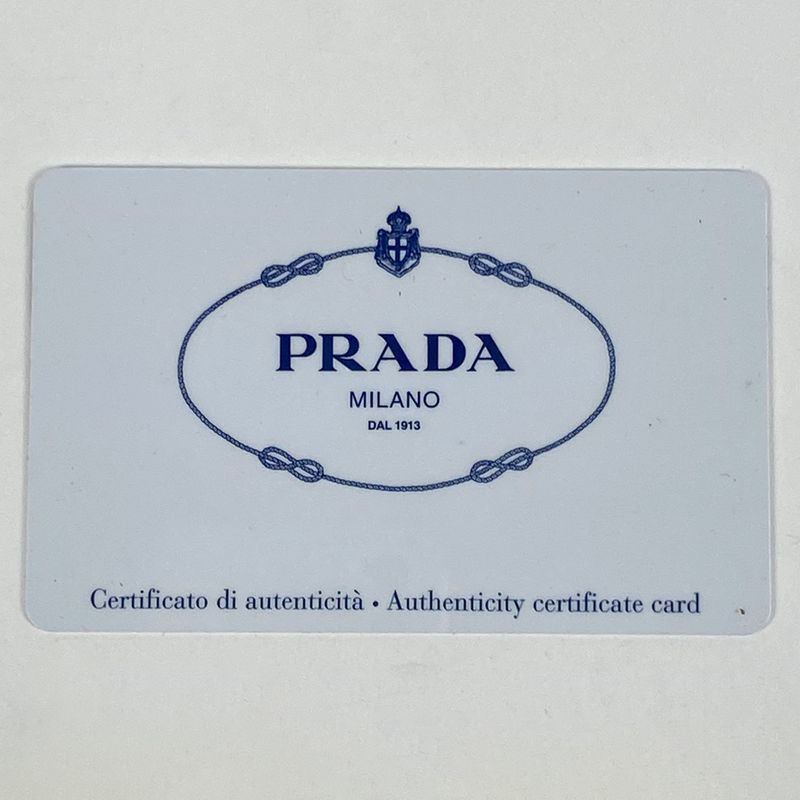 PRADA
MILANO
DAL 1913
Certificato di autenticità • Authenticity certificate card